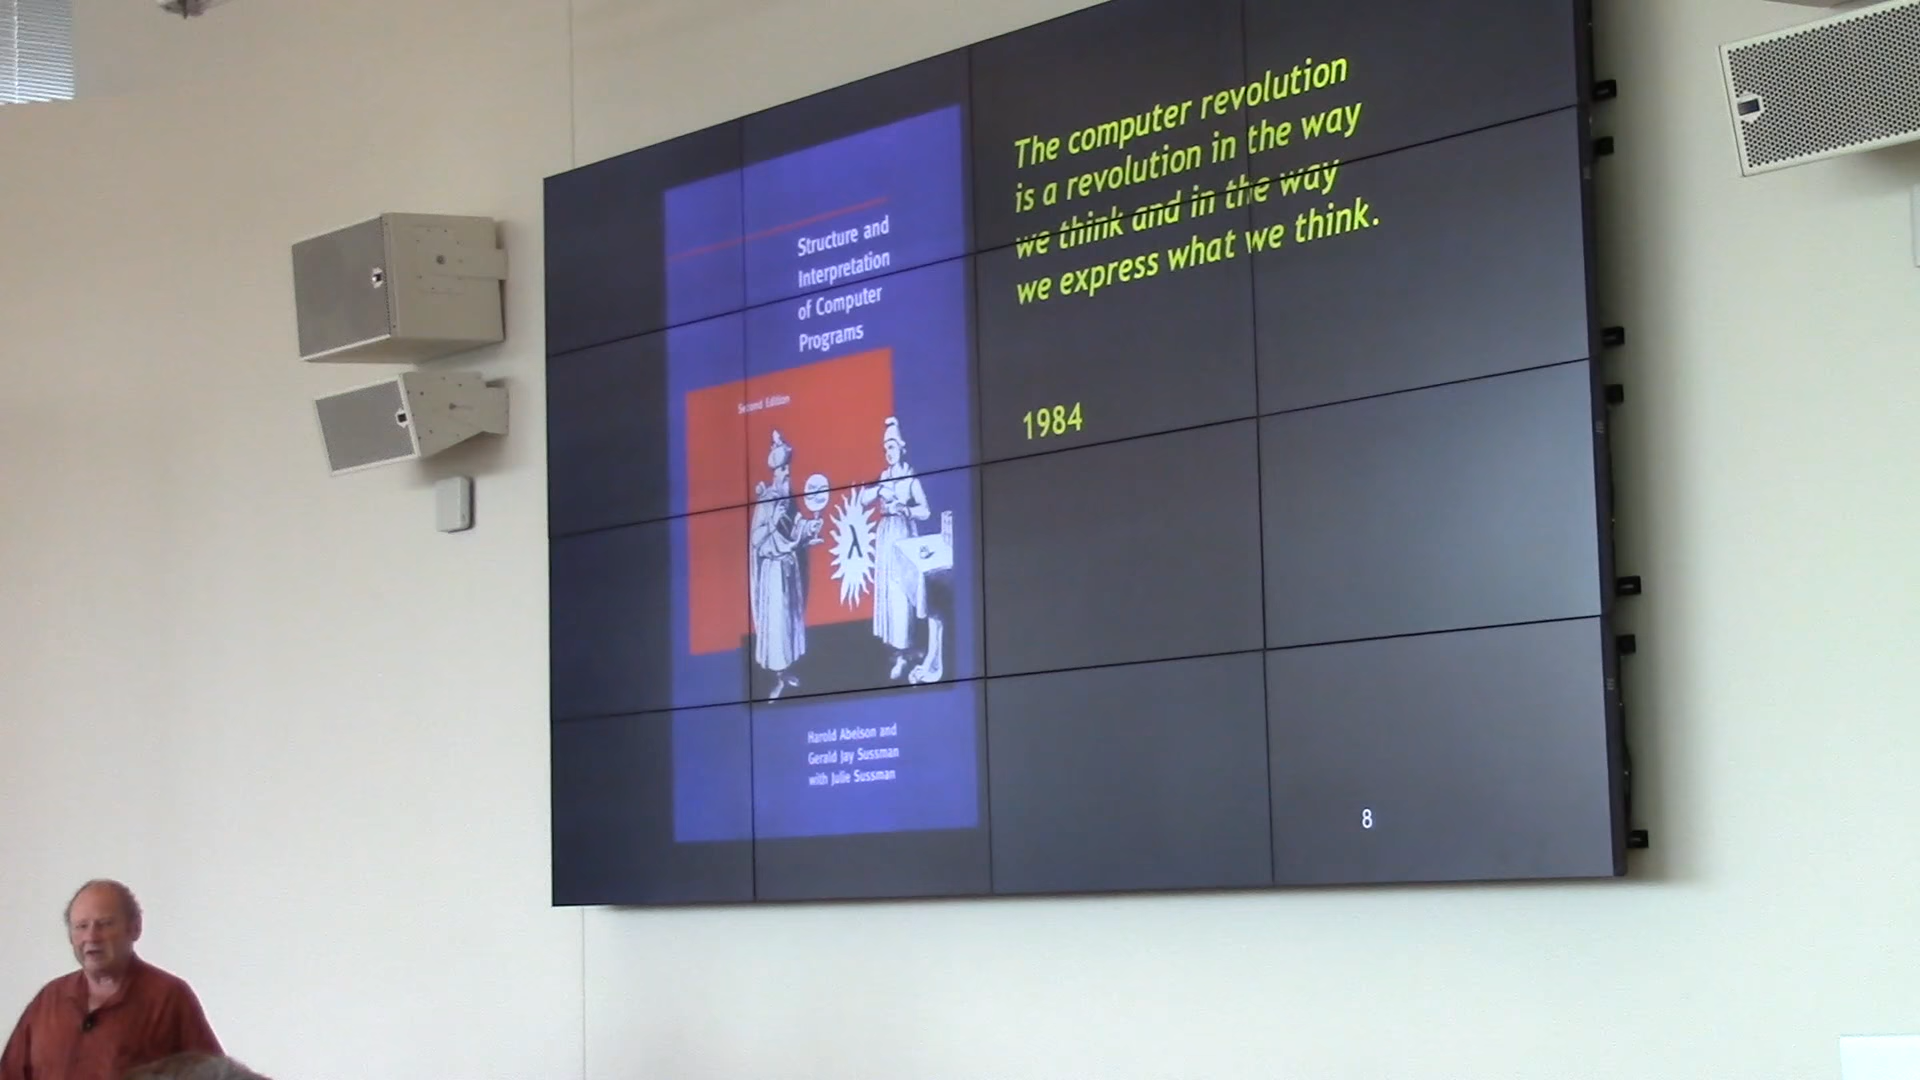 Structure and
Interpretation
of Computer
Programs
Second Edition
λ
Harold Abelson and
Gerald Jay Sussman
with Julie Sussman
The computer revolution
is a revolution in the way
we think and in the way
we express what we think.
1984
8